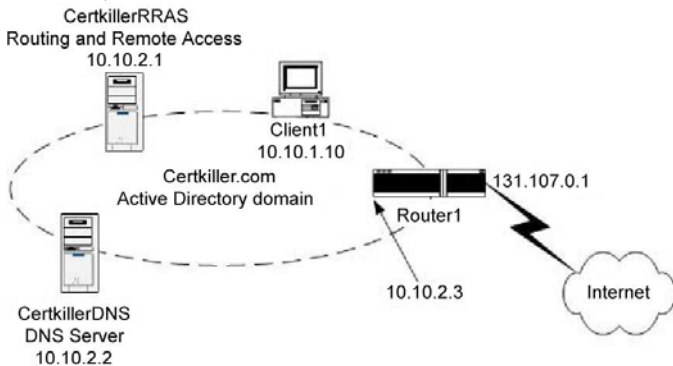 CertkillerRRAS
Routing and Remote Access
10.10.2.1
Client1
10.10.1.10
Certkiller.com
Active Directory domain
131.107.0.1
Router1
10.10.2.3
Internet
CertkillerDNS
DNS Server
10.10.2.2